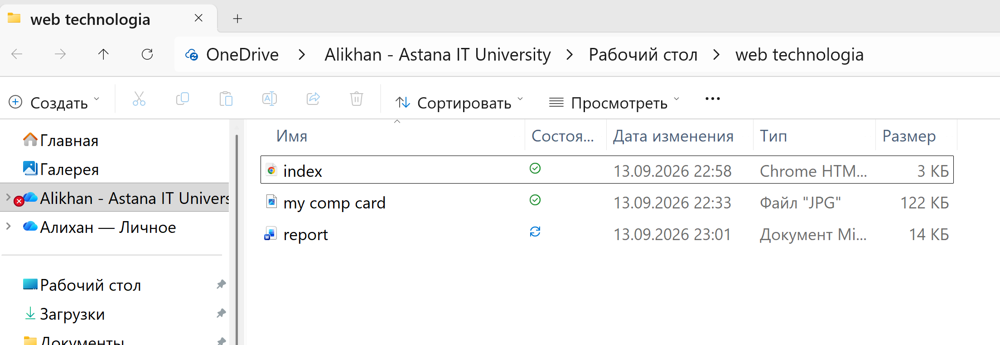 web technologia
OneDrive > Alikhan - Astana IT University > Рабочий стол > web technologia
Создать Сортировать Просмотреть ...
Имя Состоя... Дата изменения Тип Размер
index 13.09.2026 22:58 Chrome HTM... 3 КБ
my comp card 13.09.2026 22:33 Файл "JPG" 122 КБ
report 13.09.2026 23:01 Документ Mi... 14 КБ
Главная
Галерея
Alikhan - Astana IT Univers
Алихан — Личное
Рабочий стол
Загрузки
Документы